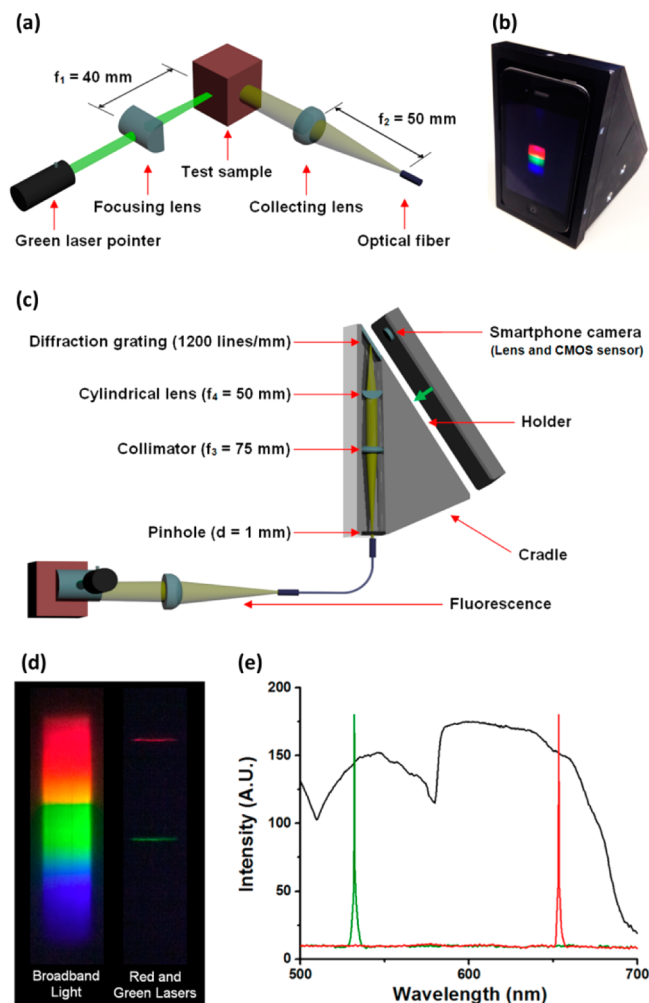 (a)
f₁ = 40 mm
f₂ = 50 mm
Test sample
Focusing lens
Collecting lens
Green laser pointer
Optical fiber
(b)
(c)
Diffraction grating (1200 lines/mm)
Smartphone camera
(Lens and CMOS sensor)
Cylindrical lens (f₄ = 50 mm)
Holder
Collimator (f₃ = 75 mm)
Pinhole (d = 1 mm)
Cradle
Fluorescence
(d)
Broadband
Light
Red and
Green Lasers
(e)
200
150
100
50
0
Intensity (A.U.)
500
600
700
Wavelength (nm)